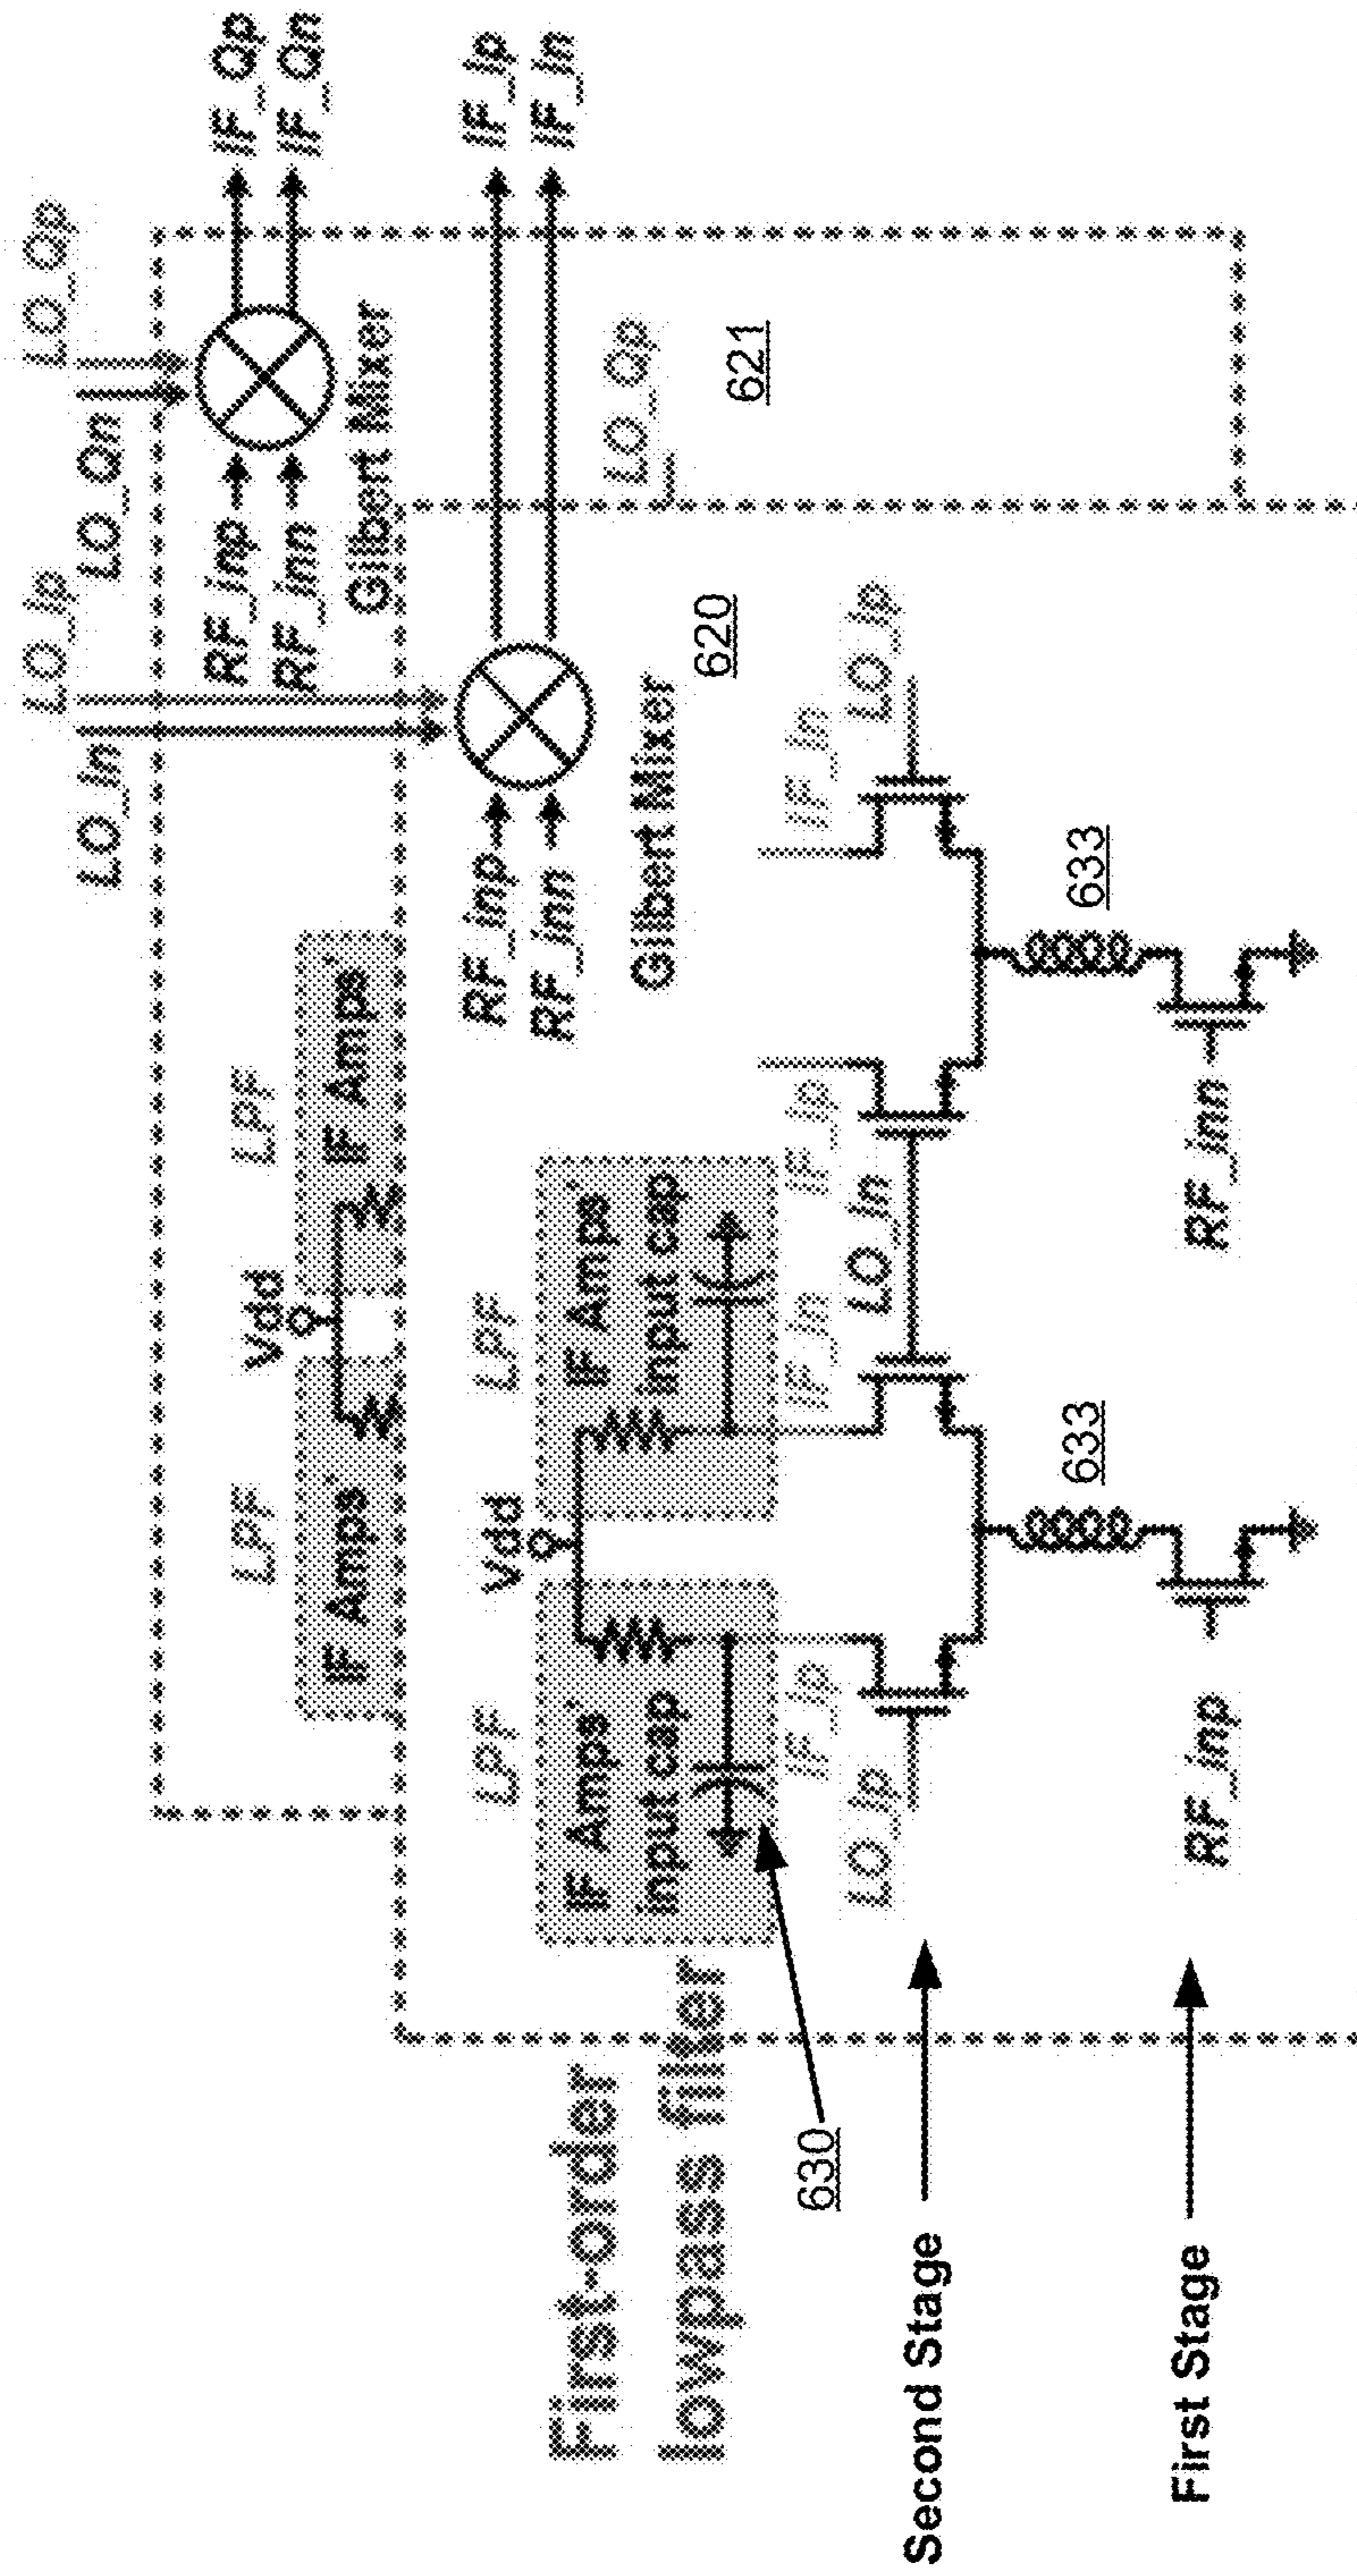 LO_Ip
LO_Qp
LO_In
LO_Qn
RF_inp
IF_Qp
RF_inn
IF_Qn
Gilbert Mixer
Vdd
LPF
LPF
IF Amps'
IF Amps'
RF_inp
IF_Ip
RF_inn
IF_In
Gilbert Mixer
620
LO_Qp
621
Vdd
LPF
LPF
First-order
lowpass filter
IF Amps'
input cap
IF Amps'
input cap
630
IF_Ip
IF_In
IF_Ip
IF_In
Second Stage
LO_Ip
LO_In
LO_Ip
633
633
First Stage
RF_inp
RF_inn